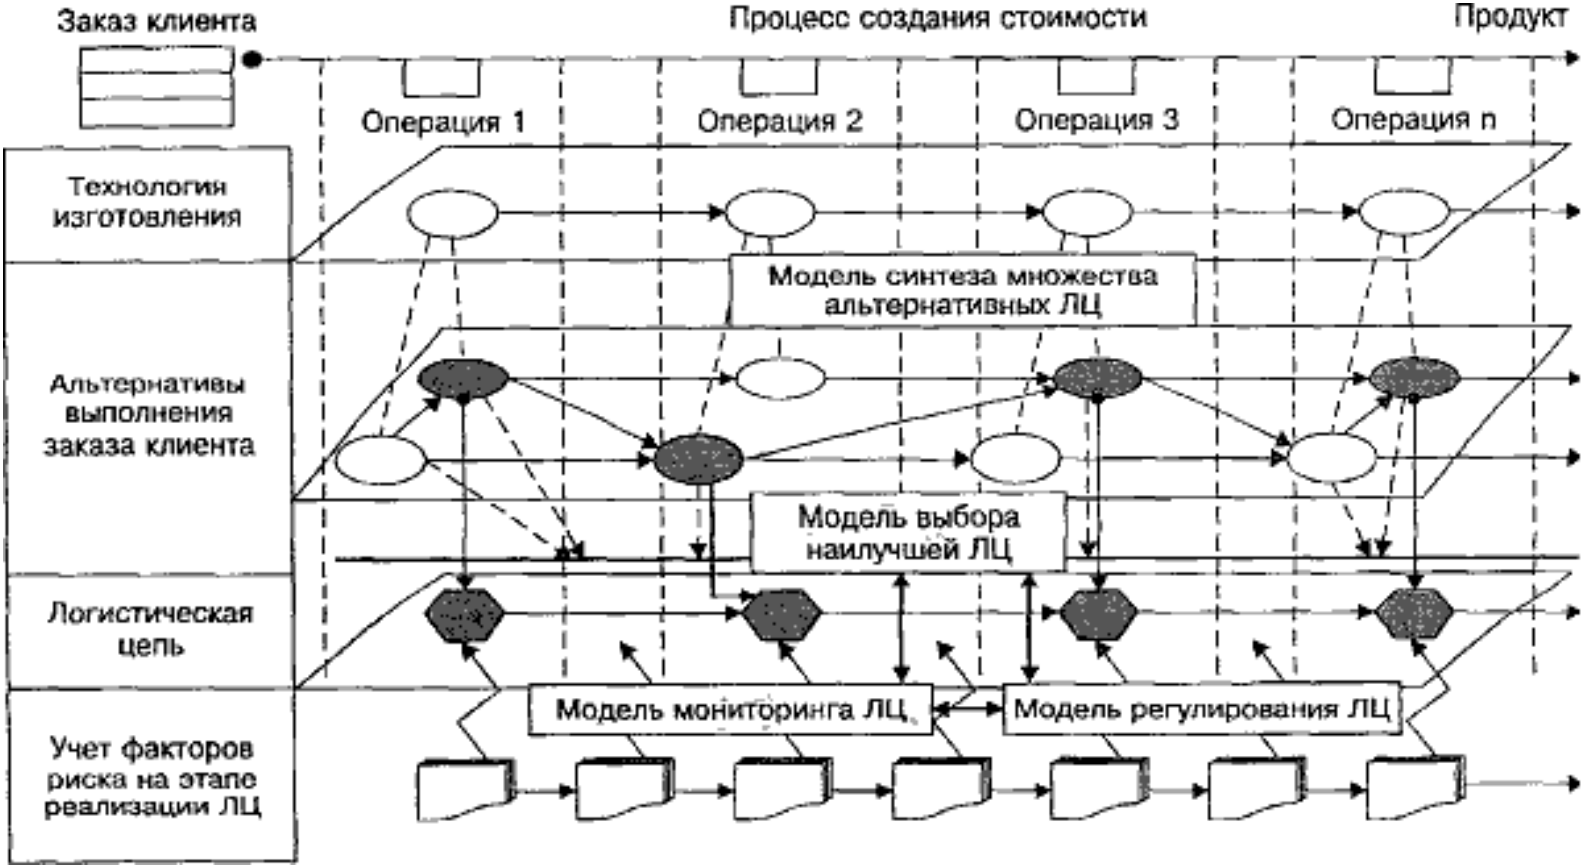 Заказ клиента
Процесс создания стоимости
Продукт
Операция 1
Операция 2
Операция 3
Операция n
Технология
изготовления
Модель синтеза множества
альтернативных ЛЦ
Альтернативы
выполнения
заказа клиента
Модель выбора
наилучшей ЛЦ
Логистическая
цепь
Модель мониторинга ЛЦ
Модель регулирования ЛЦ
Учет факторов
риска на этапе
реализации ЛЦ